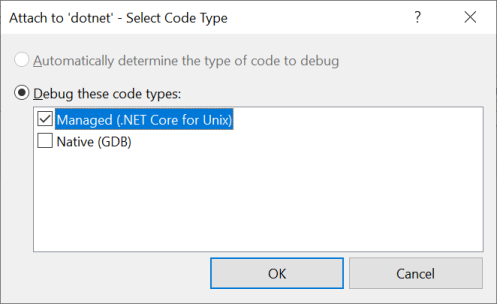 Attach to 'dotnet' - Select Code Type
Automatically determine the type of code to debug
Debug these code types:
Managed (.NET Core for Unix)
Native (GDB)
OK Cancel